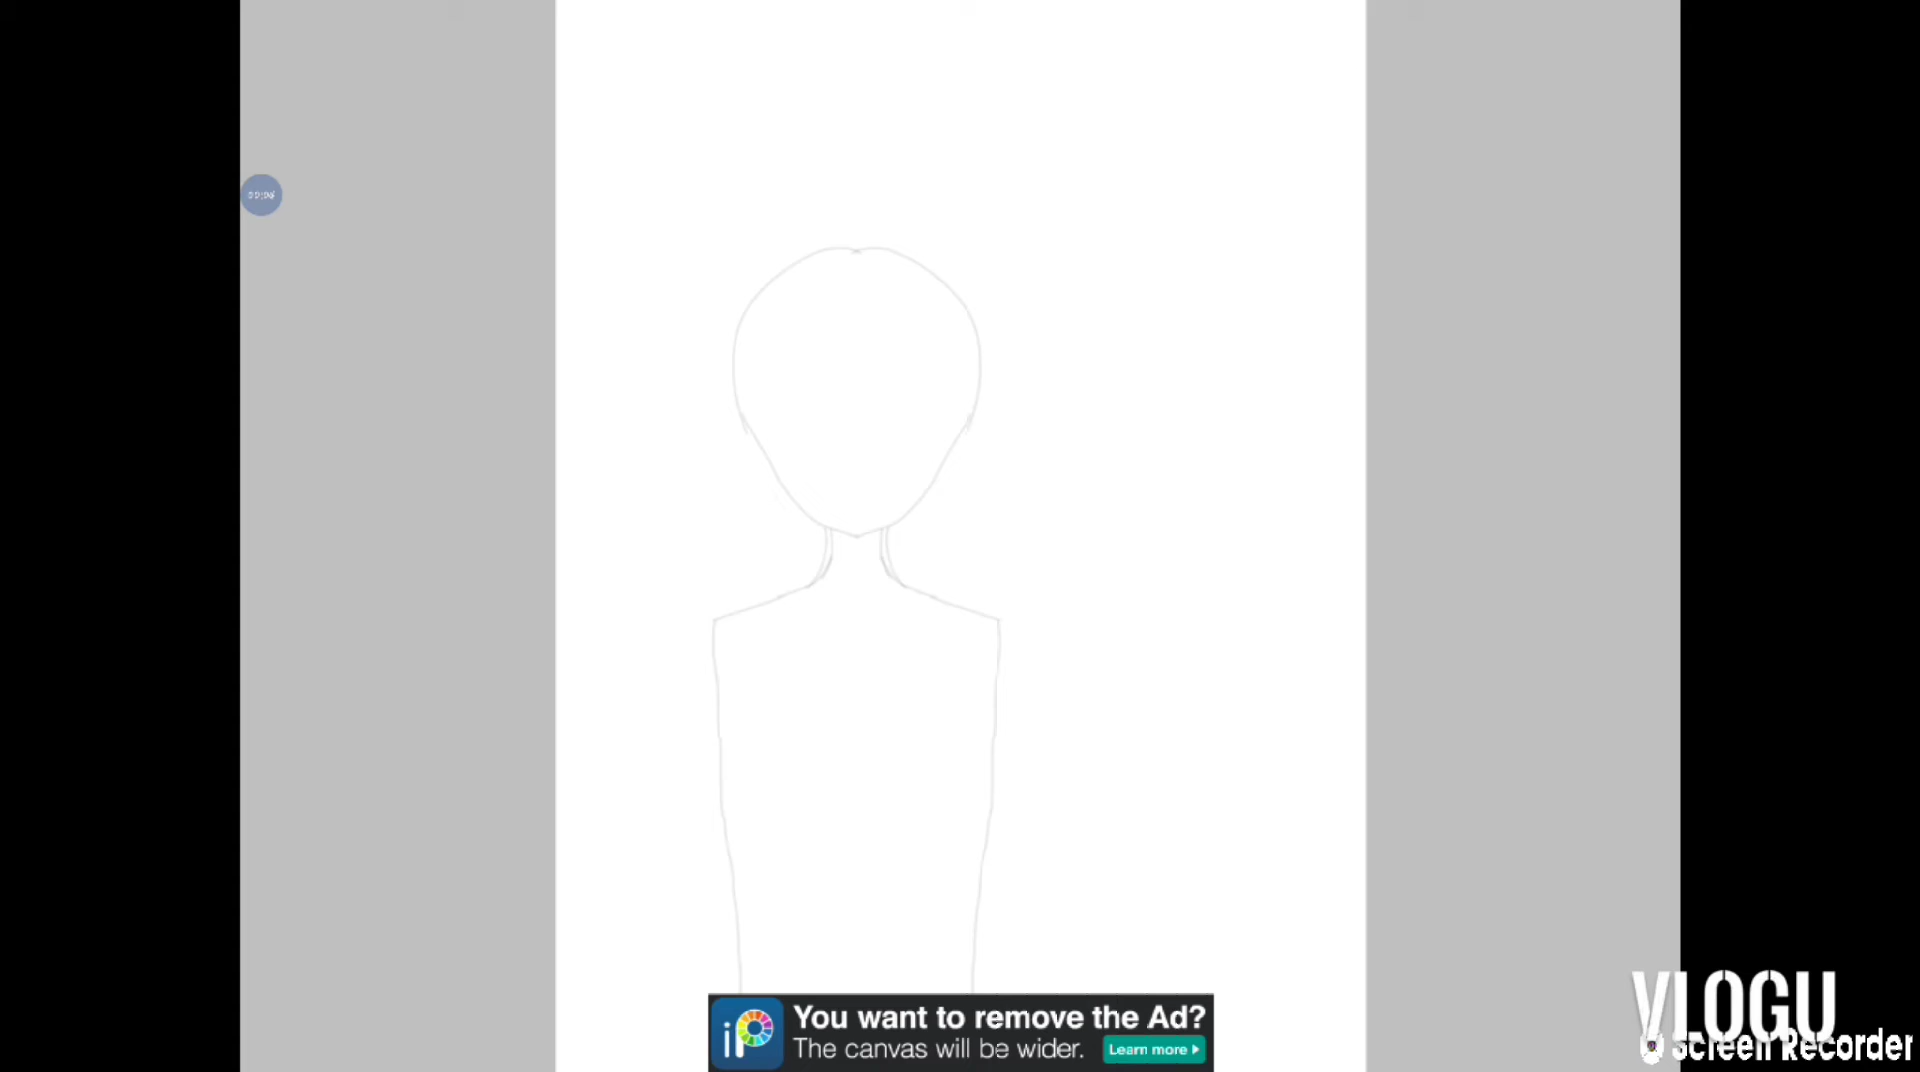 You want to remove the Ad?
The canvas will be wider.
Learn more
VLOGU
Screen Recorder